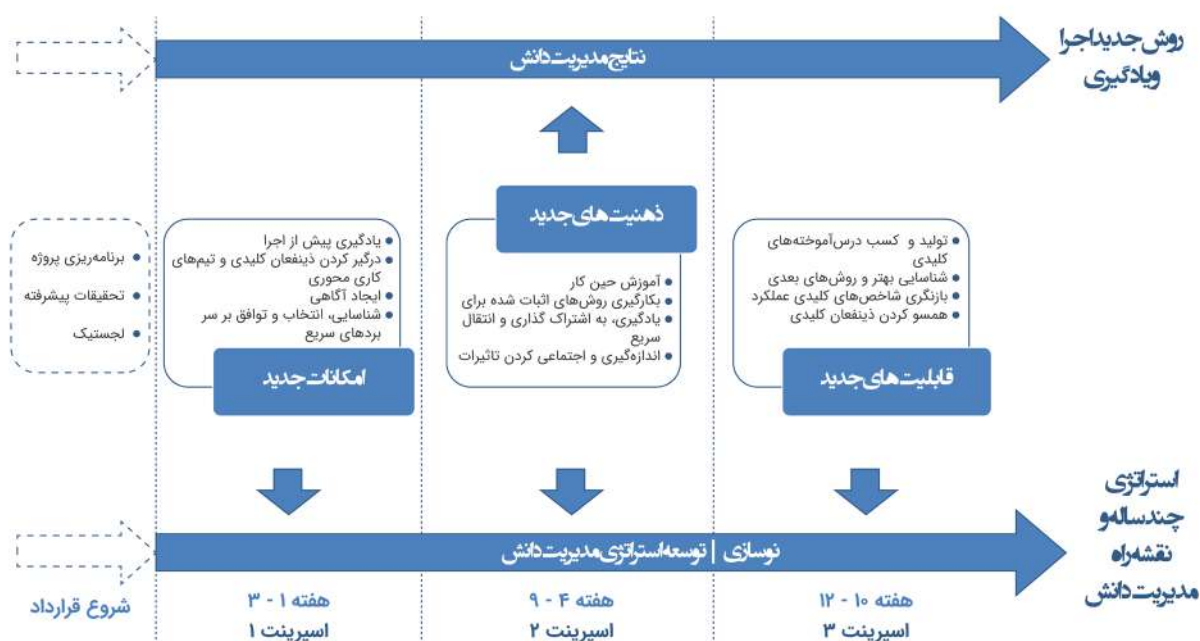 روش جدیداجرا
ویادگیری
نتایج مدیریت دانش
برنامه‌ریزی پروژه
تحقیقات پیشرفته
لجستیک
یادگیری پیش از اجرا
درگیر کردن ذینفعان کلیدی و تیم‌های
کاری محوری
ایجاد آگاهی
شناسایی، انتخاب و توافق بر سر
بردهای سریع
امکانات جدید
ذهنیت‌های جدید
آموزش حین کار
بکارگیری روش‌های اثبات شده برای
یادگیری، به اشتراک گذاری و انتقال
سریع
اندازه‌گیری و اجتماعی کردن تاثیرات
تولید و کسب درس‌آموخته‌های
کلیدی
شناسایی بهتر و روش‌های بعدی
بازنگری شاخص‌های کلیدی عملکرد
همسو کردن ذینفعان کلیدی
قابلیت‌های جدید
استراتژی
چندساله و
نقشه راه
مدیریت دانش
نوسازی | توسعه استراتژی مدیریت دانش
شروع قرارداد
هفته ۱ - ۳
اسپرینت ۱
هفته ۴ - ۹
اسپرینت ۲
هفته ۱۰ - ۱۲
اسپرینت ۳